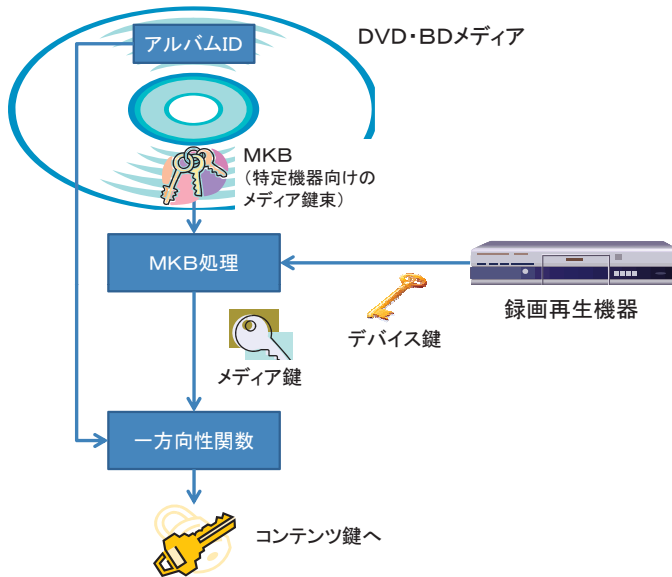 アルバムID
DVD・BDメディア
MKB
（特定機器向けの
メディア鍵束）
MKB処理
録画再生機器
デバイス鍵
メディア鍵
一方向性関数
コンテンツ鍵へ